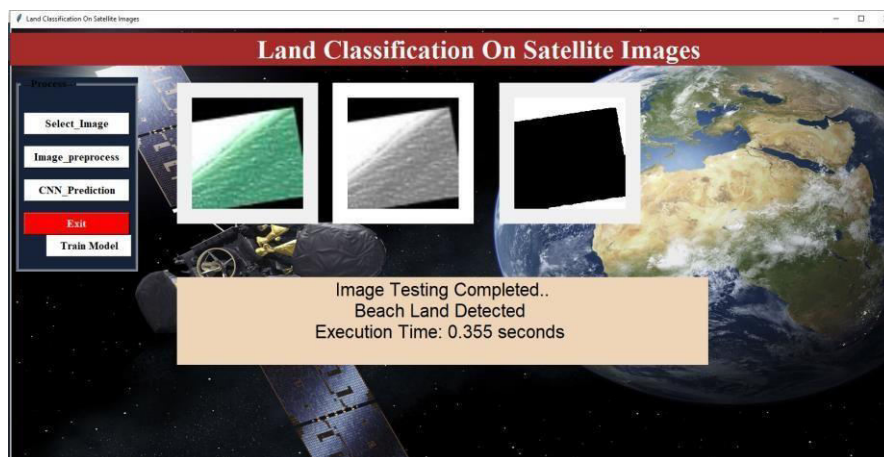 Land Classification On Satellite Images
Land Classification On Satellite Images
Process
Select_Image
Image_preprocess
CNN_Prediction
Exit
Train Model
Image Testing Completed..
Beach Land Detected
Execution Time: 0.355 seconds